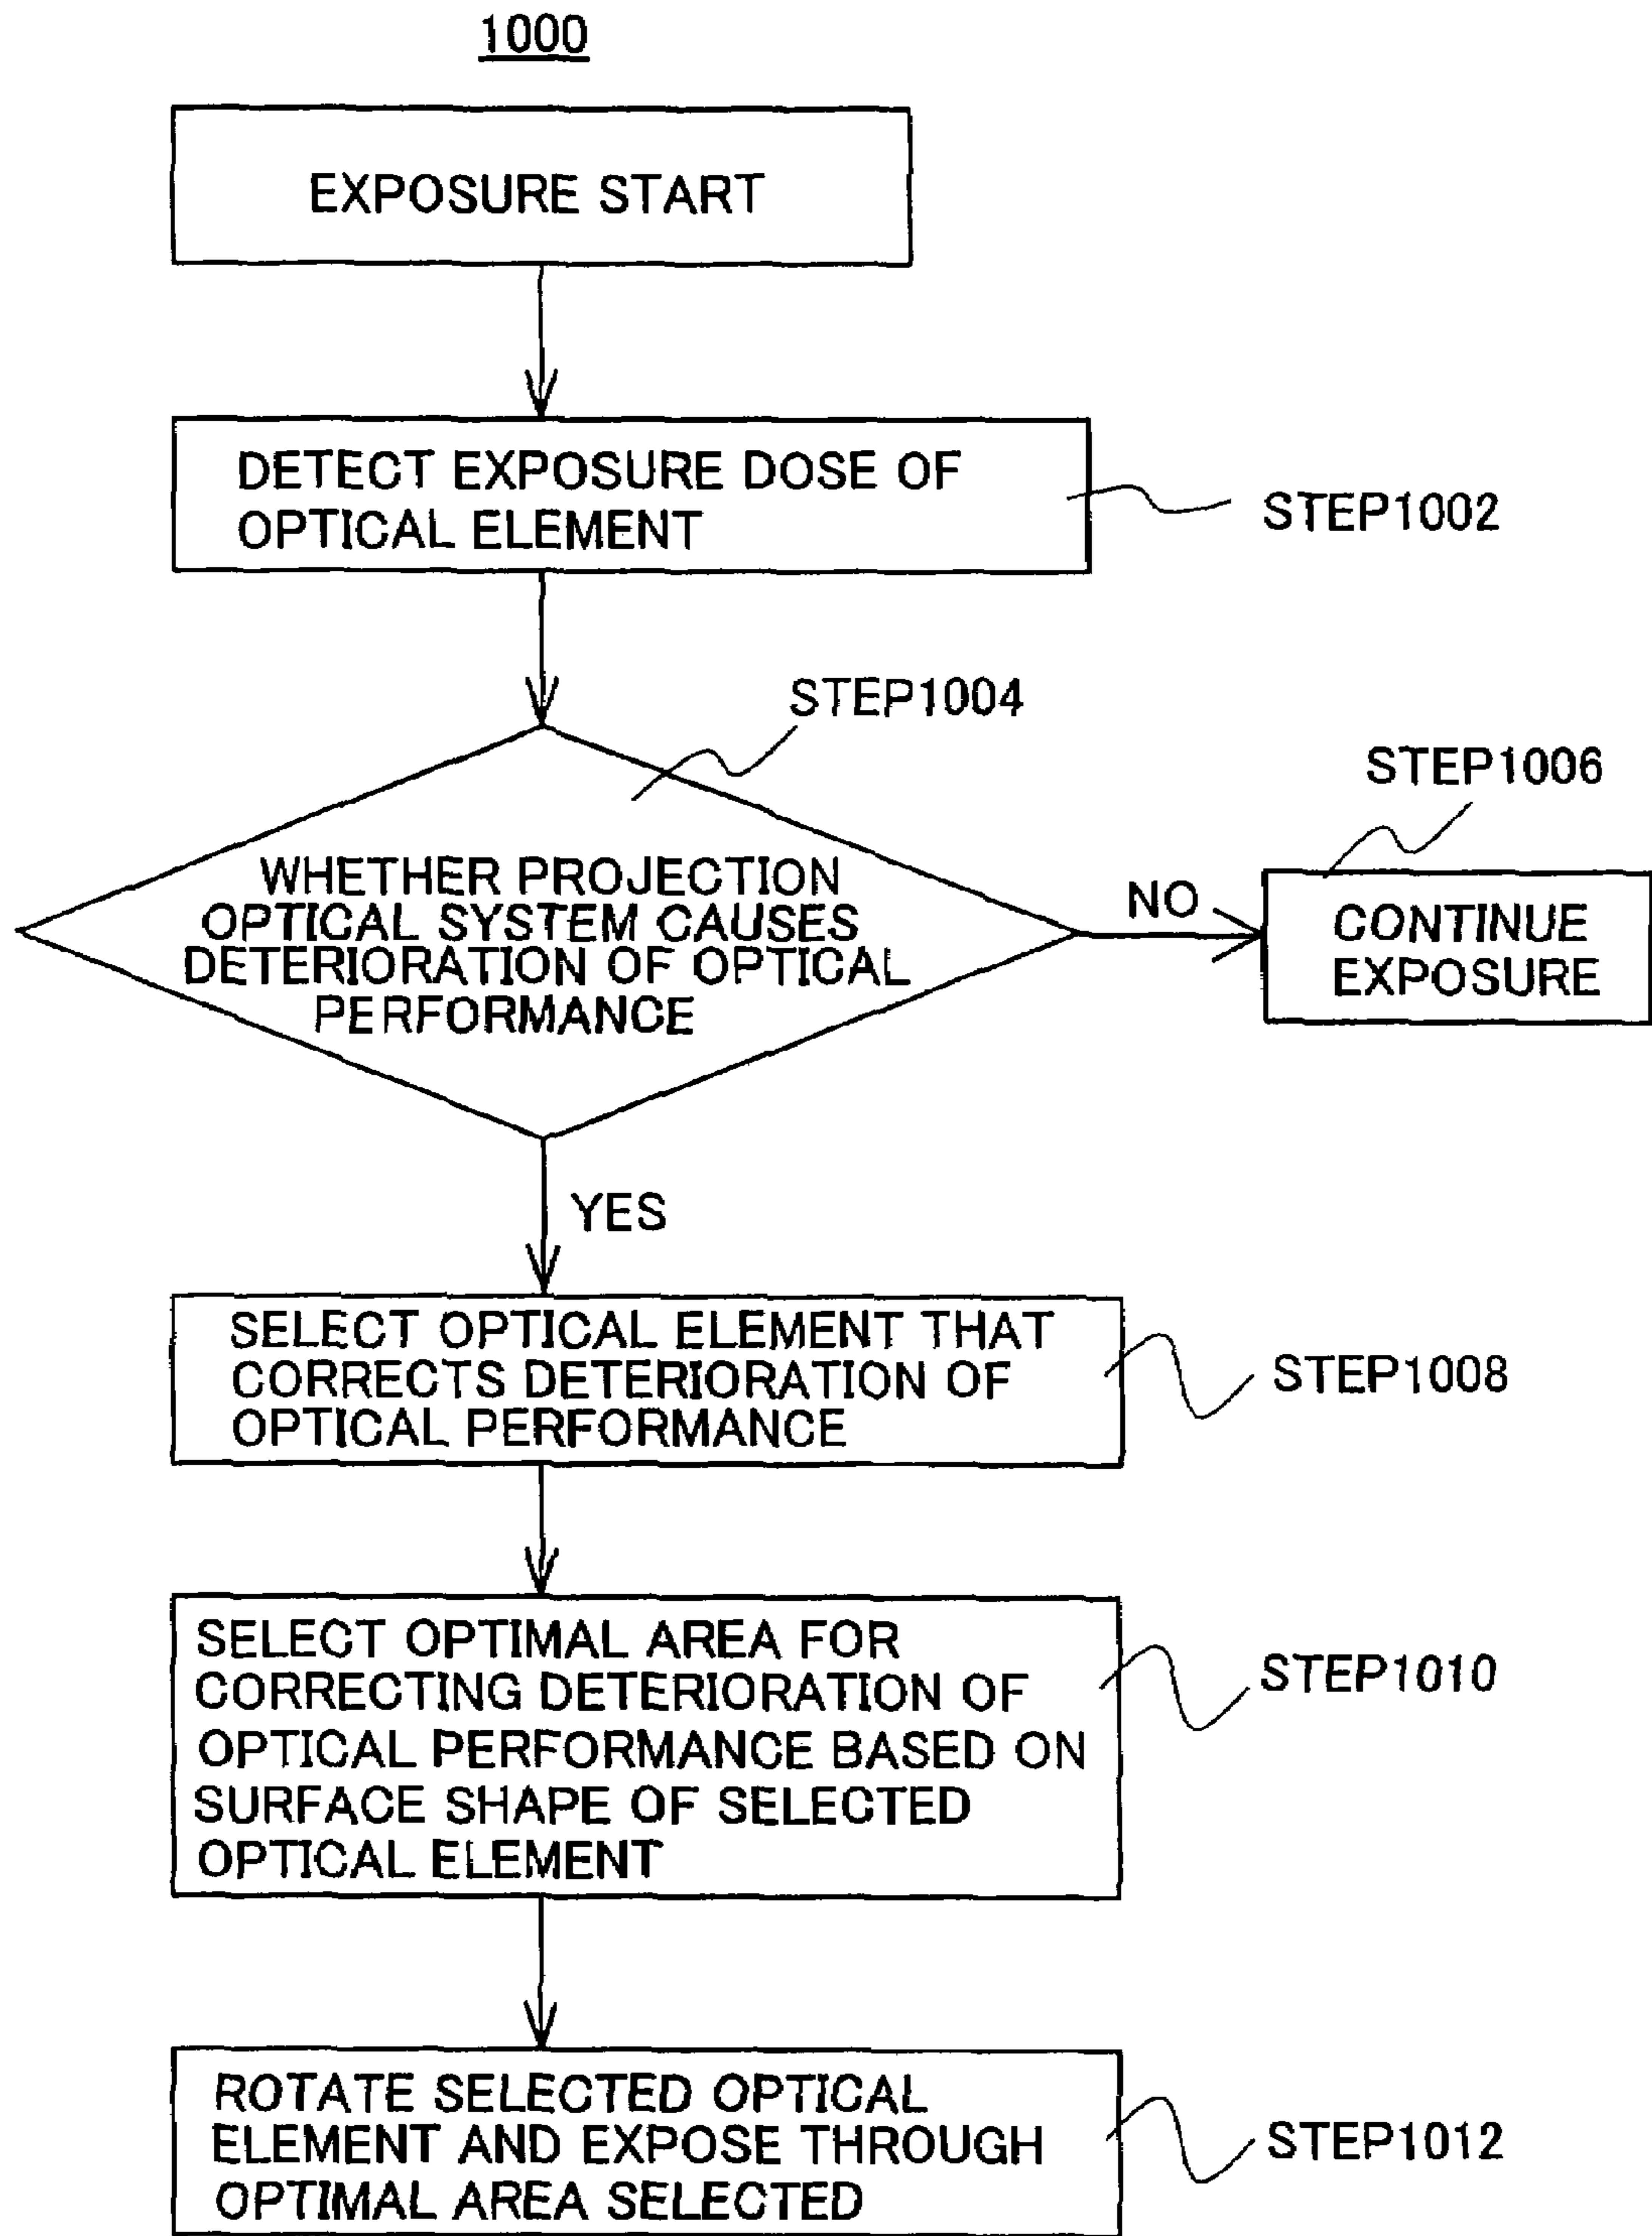 1000
EXPOSURE START
DETECT EXPOSURE DOSE OF
OPTICAL ELEMENT
STEP1002
STEP1004
WHETHER PROJECTION
OPTICAL SYSTEM CAUSES
DETERIORATION OF OPTICAL
PERFORMANCE
NO
STEP1006
CONTINUE
EXPOSURE
YES
SELECT OPTICAL ELEMENT THAT
CORRECTS DETERIORATION OF
OPTICAL PERFORMANCE
STEP1008
SELECT OPTIMAL AREA FOR
CORRECTING DETERIORATION OF
OPTICAL PERFORMANCE BASED ON
SURFACE SHAPE OF SELECTED
OPTICAL ELEMENT
STEP1010
ROTATE SELECTED OPTICAL
ELEMENT AND EXPOSE THROUGH
OPTIMAL AREA SELECTED
STEP1012